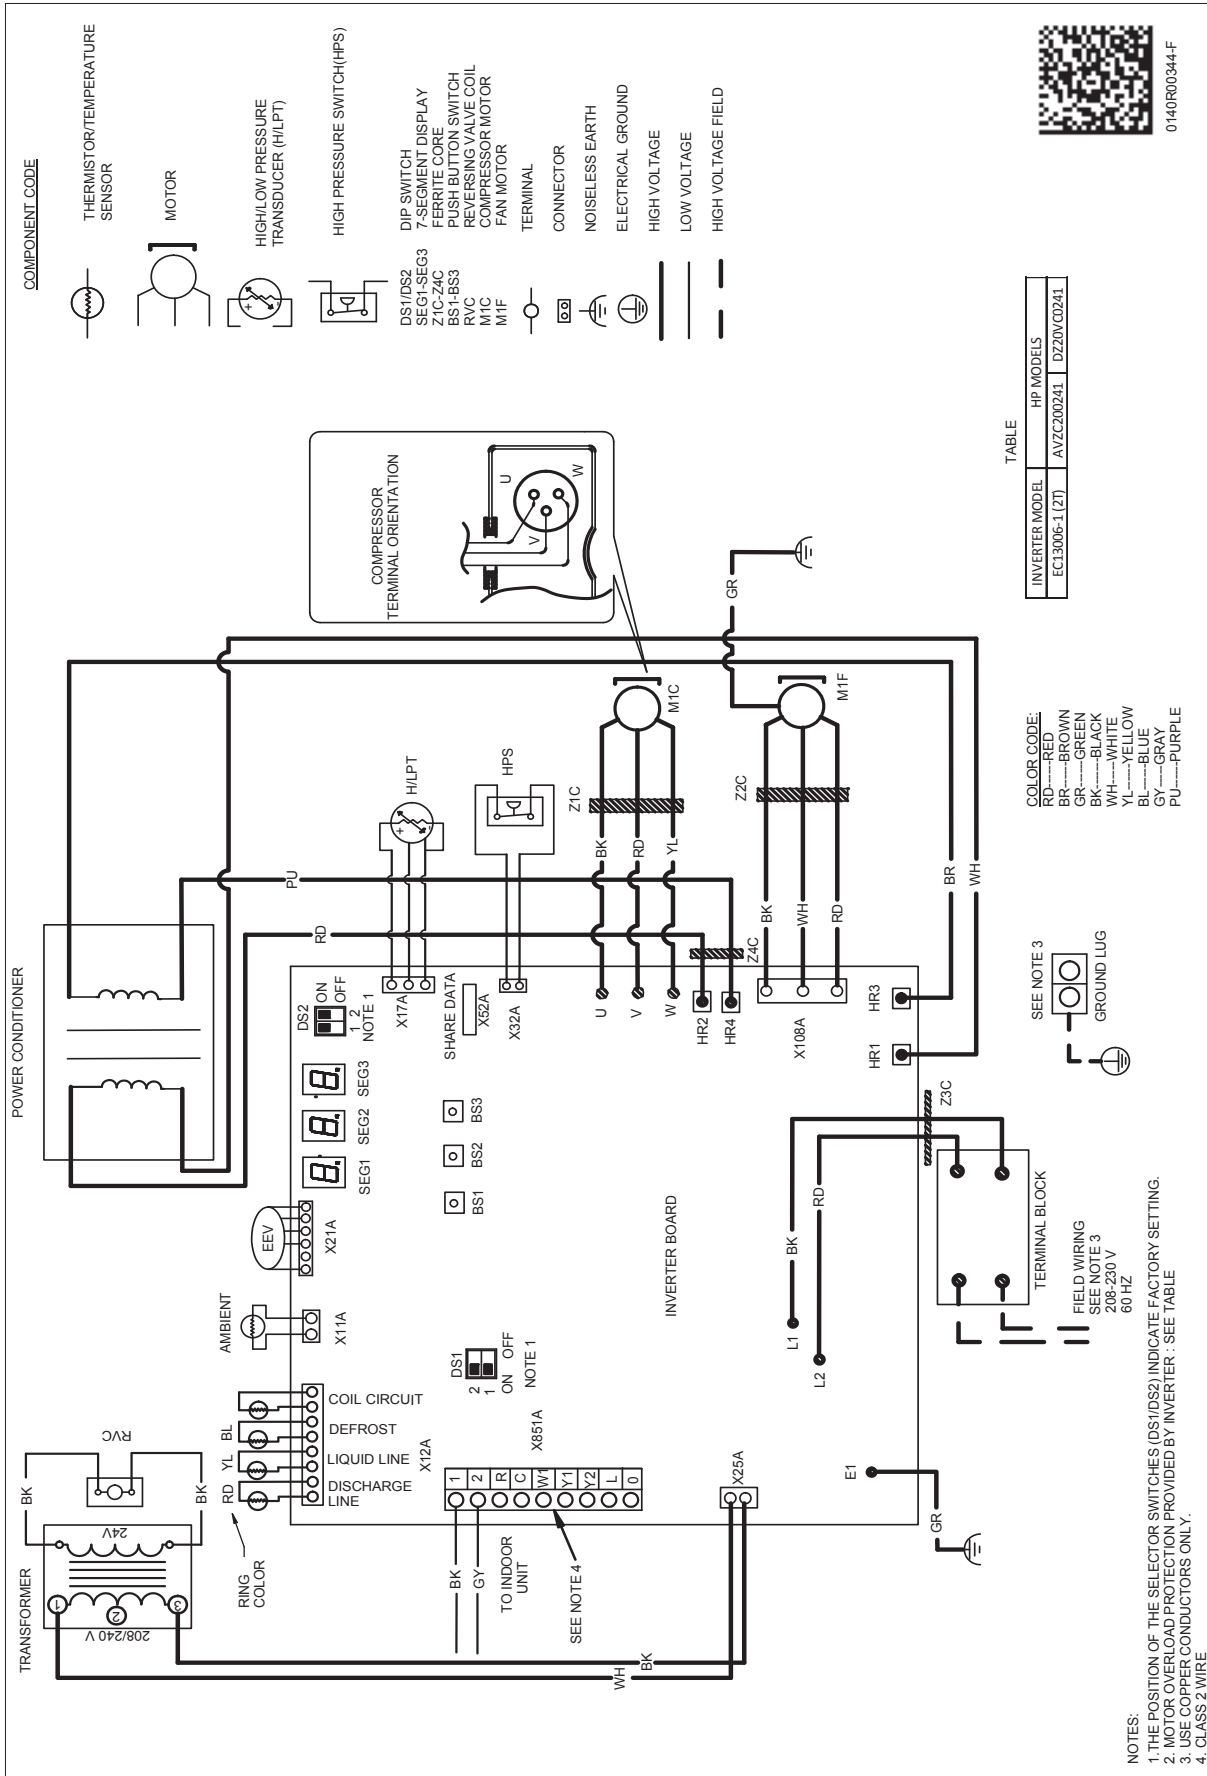 COMPONENT CODE
THERMISTOR/TEMPERATURE
SENSOR
MOTOR
HIGH/LOW PRESSURE
TRANSDUCER (H/LPT)
HIGH PRESSURE SWITCH(HPS)
DS1/DS2 DIP SWITCH
SEG1-SEG3 7-SEGMENT DISPLAY
Z1C-Z4C FERRITE CORE
BS1-BS3 PUSH BUTTON SWITCH
RVC REVERSING VALVE COIL
M1C COMPRESSOR MOTOR
M1F FAN MOTOR
TERMINAL
CONNECTOR
NOISELESS EARTH
ELECTRICAL GROUND
HIGH VOLTAGE
LOW VOLTAGE
HIGH VOLTAGE FIELD
0140R00344-F
TRANSFORMER
208/240 V
24V
1
2
3
BK
BK
RVC
RING
COLOR
RD
YL
BL
COIL CIRCUIT
DEFROST
LIQUID LINE
DISCHARGE
LINE
X12A
AMBIENT
X11A
EEV
X21A
POWER CONDITIONER
SEG1
SEG2
SEG3
DS2
ON
OFF
1 2
NOTE 1
RD
PU
X17A
H/LPT
SHARE DATA
X52A
X32A
HPS
BS1
BS2
BS3
DS1
2
1
ON OFF
NOTE 1
X851A
1
2
R
C
W1
Y1
Y2
L
0
BK
GY
TO INDOOR
UNIT
SEE NOTE 4
WH
BK
X25A
INVERTER BOARD
U
V
W
BK
RD
YL
Z1C
M1C
COMPRESSOR
TERMINAL ORIENTATION
U
V
W
HR2
HR4
Z4C
X108A
BK
WH
RD
Z2C
M1F
GR
HR1
HR3
BR
WH
E1
GR
L1
L2
BK
RD
Z3C
TERMINAL BLOCK
FIELD WIRING
SEE NOTE 3
208-230 V
60 HZ
SEE NOTE 3
GROUND LUG
COLOR CODE:
RD----RED
BR----BROWN
GR----GREEN
BK----BLACK
WH----WHITE
YL----YELLOW
BL----BLUE
GY----GRAY
PU----PURPLE
TABLE
INVERTER MODEL HP MODELS
EC13006-1 (2T) AVZC200241 DZ20VC0241
NOTES:
1.THE POSITION OF THE SELECTOR SWITCHES (DS1/DS2) INDICATE FACTORY SETTING.
2. MOTOR OVERLOAD PROTECTION PROVIDED BY INVERTER : SEE TABLE
3. USE COPPER CONDUCTORS ONLY.
4. CLASS 2 WIRE